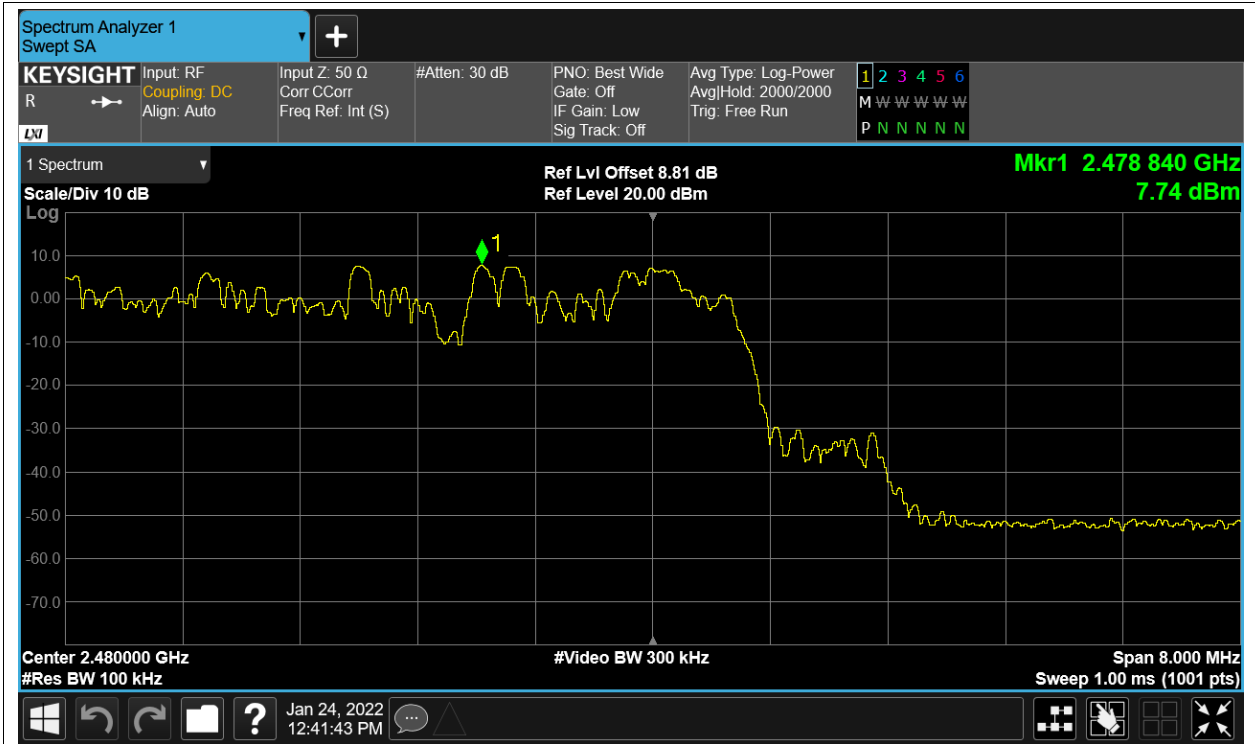 Spectrum Analyzer 1
Swept SA
KEYSIGHT
R
LXI
Input: RF
Coupling: DC
Align: Auto
Input Z: 50 Ω
Corr CCorr
Freq Ref: Int (S)
#Atten: 30 dB
PNO: Best Wide
Gate: Off
IF Gain: Low
Sig Track: Off
Avg Type: Log-Power
Avg|Hold: 2000/2000
Trig: Free Run
1 2 3 4 5 6
M W W W W W
P N N N N N
1 Spectrum
Scale/Div 10 dB
Log
Ref Lvl Offset 8.81 dB
Ref Level 20.00 dBm
Mkr1 2.478 840 GHz
7.74 dBm
1
10.0
0.00
-10.0
-20.0
-30.0
-40.0
-50.0
-60.0
-70.0
Center 2.480000 GHz
#Res BW 100 kHz
#Video BW 300 kHz
Span 8.000 MHz
Sweep 1.00 ms (1001 pts)
?
Jan 24, 2022
12:41:43 PM